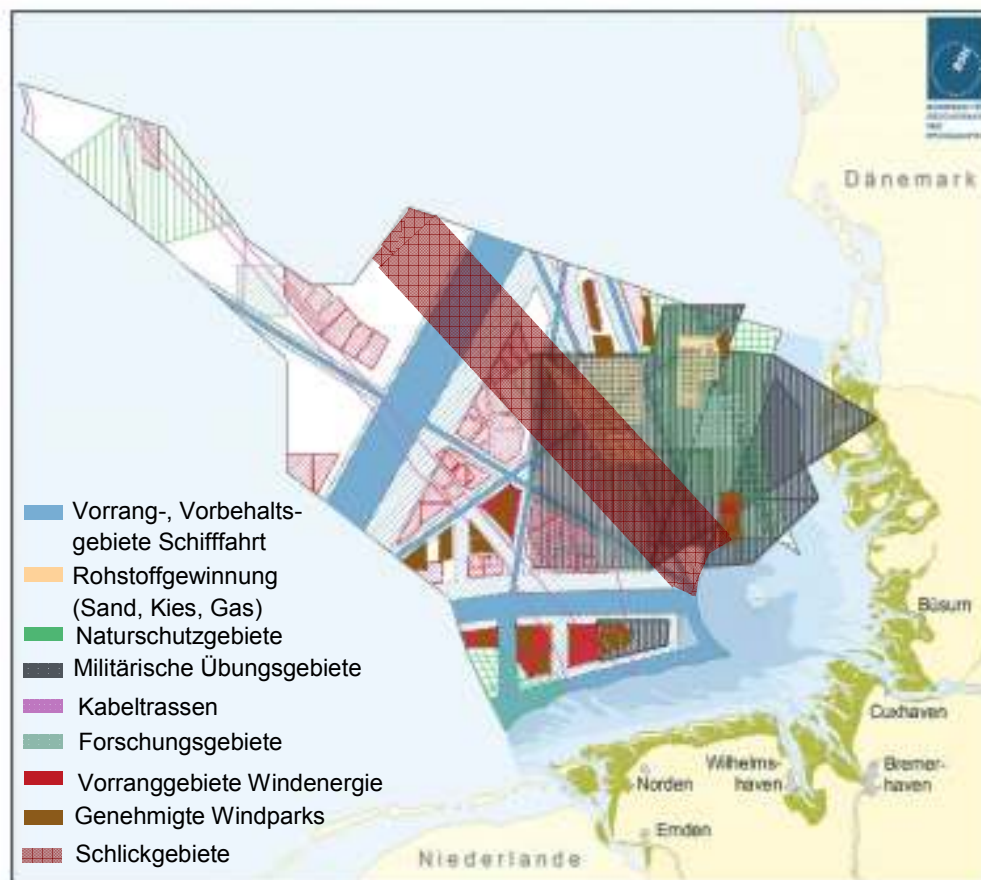 BSH
Dänemark
Vorrang-, Vorbehalts-
gebiete Schifffahrt
Rohstoffgewinnung
(Sand, Kies, Gas)
Naturschutzgebiete
Militärische Übungsgebiete
Kabeltrassen
Forschungsgebiete
Vorranggebiete Windenergie
Genehmigte Windparks
Schlickgebiete
Büsum
Cuxhaven
Wilhelms-
haven
Bremer-
haven
Norden
Emden
Niederlande